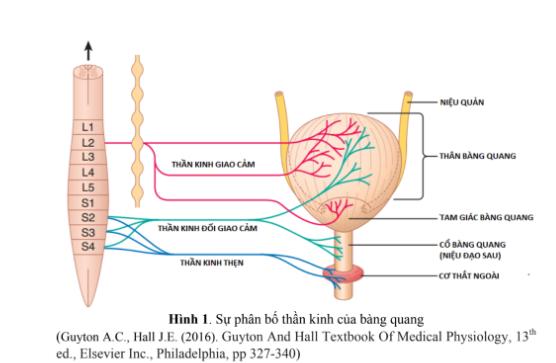 L1
L2
L3
L4
L5
S1
S2
S3
S4
THẦN KINH GIAO CẢM
THẦN KINH ĐỐI GIAO CẢM
THẦN KINH THẸN
NIỆU QUẢN
THÂN BÀNG QUANG
TAM GIÁC BÀNG QUANG
CỔ BÀNG QUANG
(NIỆU ĐẠO SAU)
CƠ THẮT NGOÀI
Hình 1. Sự phân bố thần kinh của bàng quang
(Guyton A.C., Hall J.E. (2016). Guyton And Hall Textbook Of Medical Physiology, 13th
ed., Elsevier Inc., Philadelphia, pp 327-340)